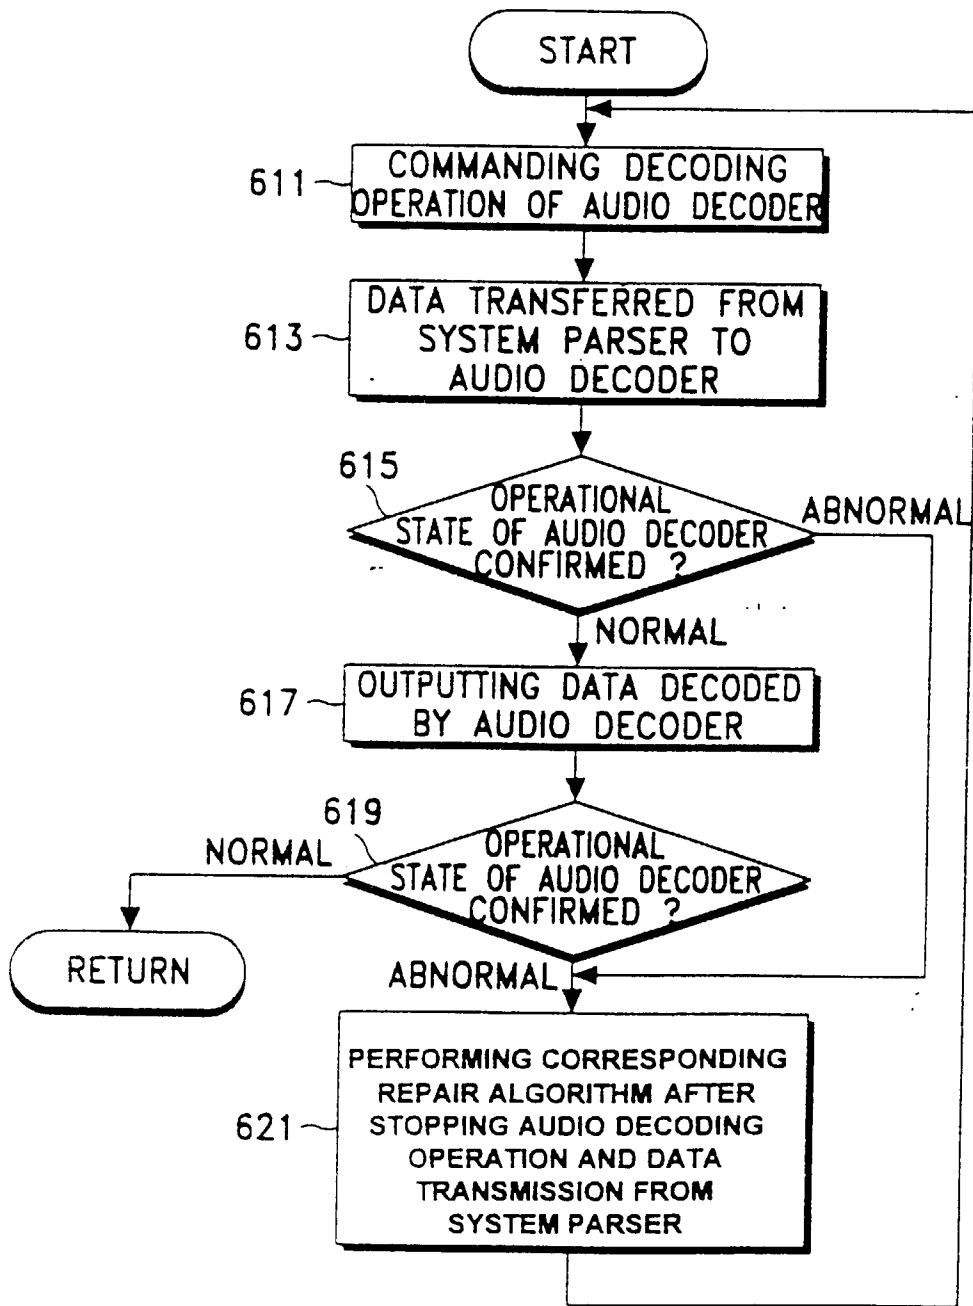 START
611
COMMANDING DECODING
OPERATION OF AUDIO DECODER
613
DATA TRANSFERRED FROM
SYSTEM PARSER TO
AUDIO DECODER
615
OPERATIONAL
STATE OF AUDIO DECODER
CONFIRMED ?
ABNORMAL
NORMAL
617
OUTPUTTING DATA DECODED
BY AUDIO DECODER
619
NORMAL
OPERATIONAL
STATE OF AUDIO DECODER
CONFIRMED ?
RETURN
ABNORMAL
621
PERFORMING CORRESPONDING
REPAIR ALGORITHM AFTER
STOPPING AUDIO DECODING
OPERATION AND DATA
TRANSMISSION FROM
SYSTEM PARSER